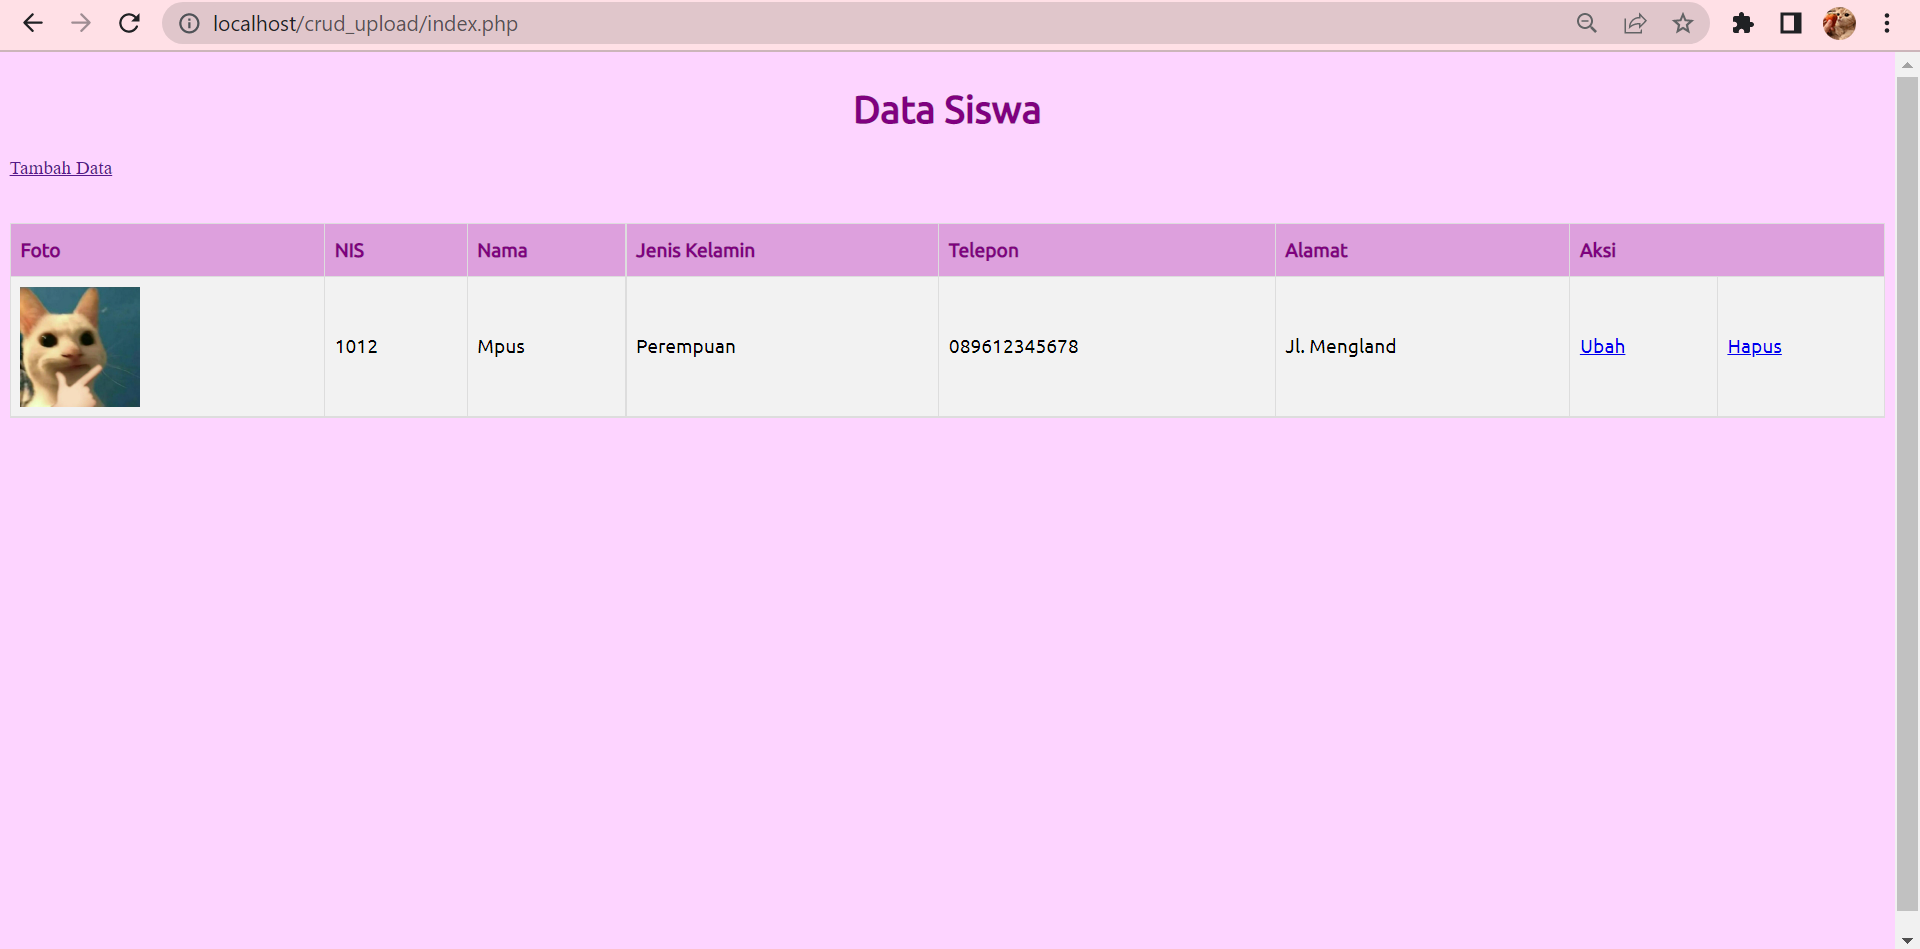 localhost/crud_upload/index.php
Data Siswa
Tambah Data
Foto NIS Nama Jenis Kelamin Telepon Alamat Aksi
1012 Mpus Perempuan 089612345678 Jl. Mengland Ubah Hapus